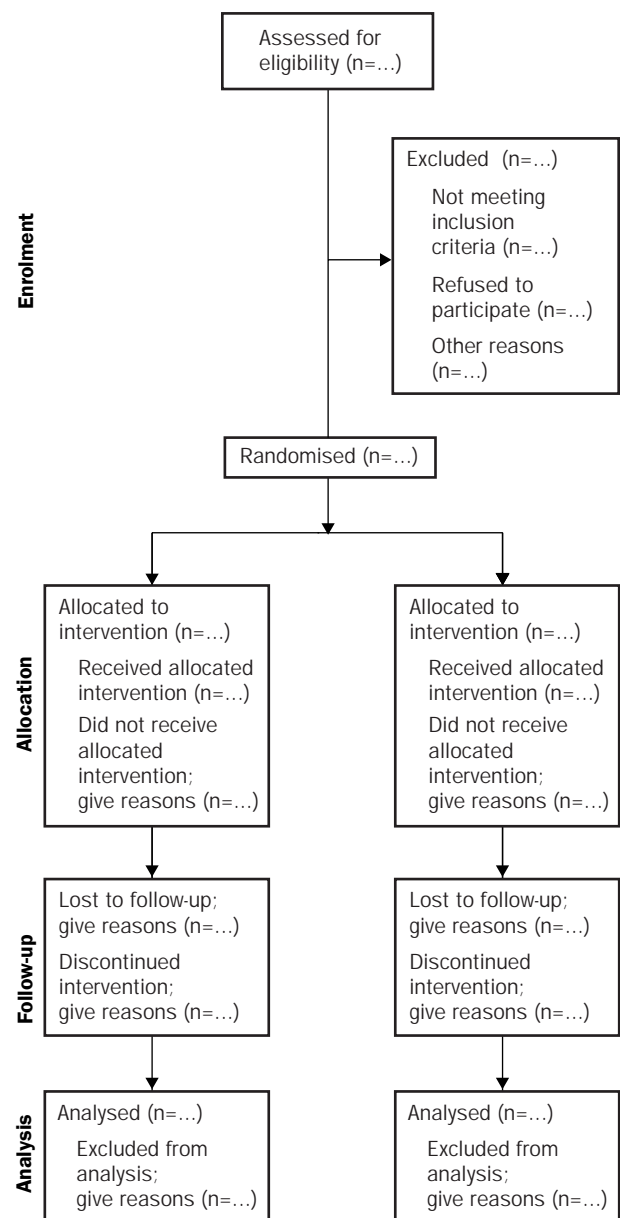 Assessed for
eligibility (n=…)
Enrolment
Excluded (n=…)
Not meeting
inclusion
criteria (n=…)
Refused to
participate (n=…)
Other reasons
(n=…)
Randomised (n=…)
Allocation
Allocated to
intervention (n=…)
Received allocated
intervention (n=…)
Did not receive
allocated
intervention;
give reasons (n=…)
Allocated to
intervention (n=…)
Received allocated
intervention (n=…)
Did not receive
allocated
intervention;
give reasons (n=…)
Follow-up
Lost to follow-up;
give reasons (n=…)
Discontinued
intervention;
give reasons (n=…)
Lost to follow-up;
give reasons (n=…)
Discontinued
intervention;
give reasons (n=…)
Analysis
Analysed (n=…)
Excluded from
analysis;
give reasons (n=…)
Analysed (n=…)
Excluded from
analysis;
give reasons (n=…)